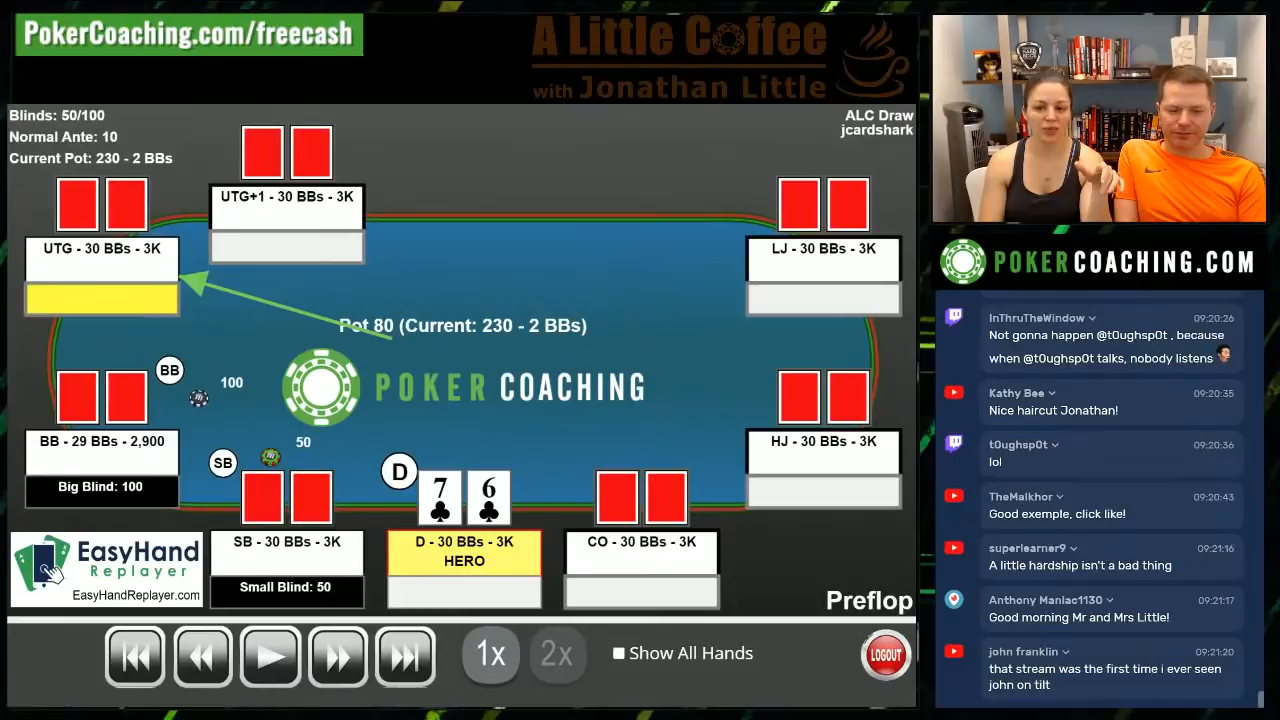 PokerCoaching.com/freecash
A Little Coffee
with Jonathan Little
Blinds: 50/100
Normal Ante: 10
Current Pot: 230 - 2 BBs
ALC Draw
jcardshark
UTG+1 - 30 BBs - 3K
UTG - 30 BBs - 3K
LJ - 30 BBs - 3K
Pot 80 (Current: 230 - 2 BBs)
BB
100
POKER COACHING
BB - 29 BBs - 2,900
Big Blind: 100
HJ - 30 BBs - 3K
50
SB
D
7
6
EasyHand
Replayer
EasyHandReplayer.com
SB - 30 BBs - 3K
Small Blind: 50
D - 30 BBs - 3K
HERO
CO - 30 BBs - 3K
Preflop
1x
2x
Show All Hands
LOGOUT
POKERCOACHING.COM
InThruTheWindow
09:20:26
Not gonna happen @t0ughsp0t , because
when @t0ughsp0t talks, nobody listens
Kathy Bee
09:20:35
Nice haircut Jonathan!
t0ughsp0t
09:20:36
lol
TheMalkhor
09:20:43
Good exemple, click like!
superlearner9
09:21:16
A little hardship isn't a bad thing
Anthony Maniac1130
09:21:17
Good morning Mr and Mrs Little!
john franklin
09:21:20
that stream was the first time i ever seen
john on tilt